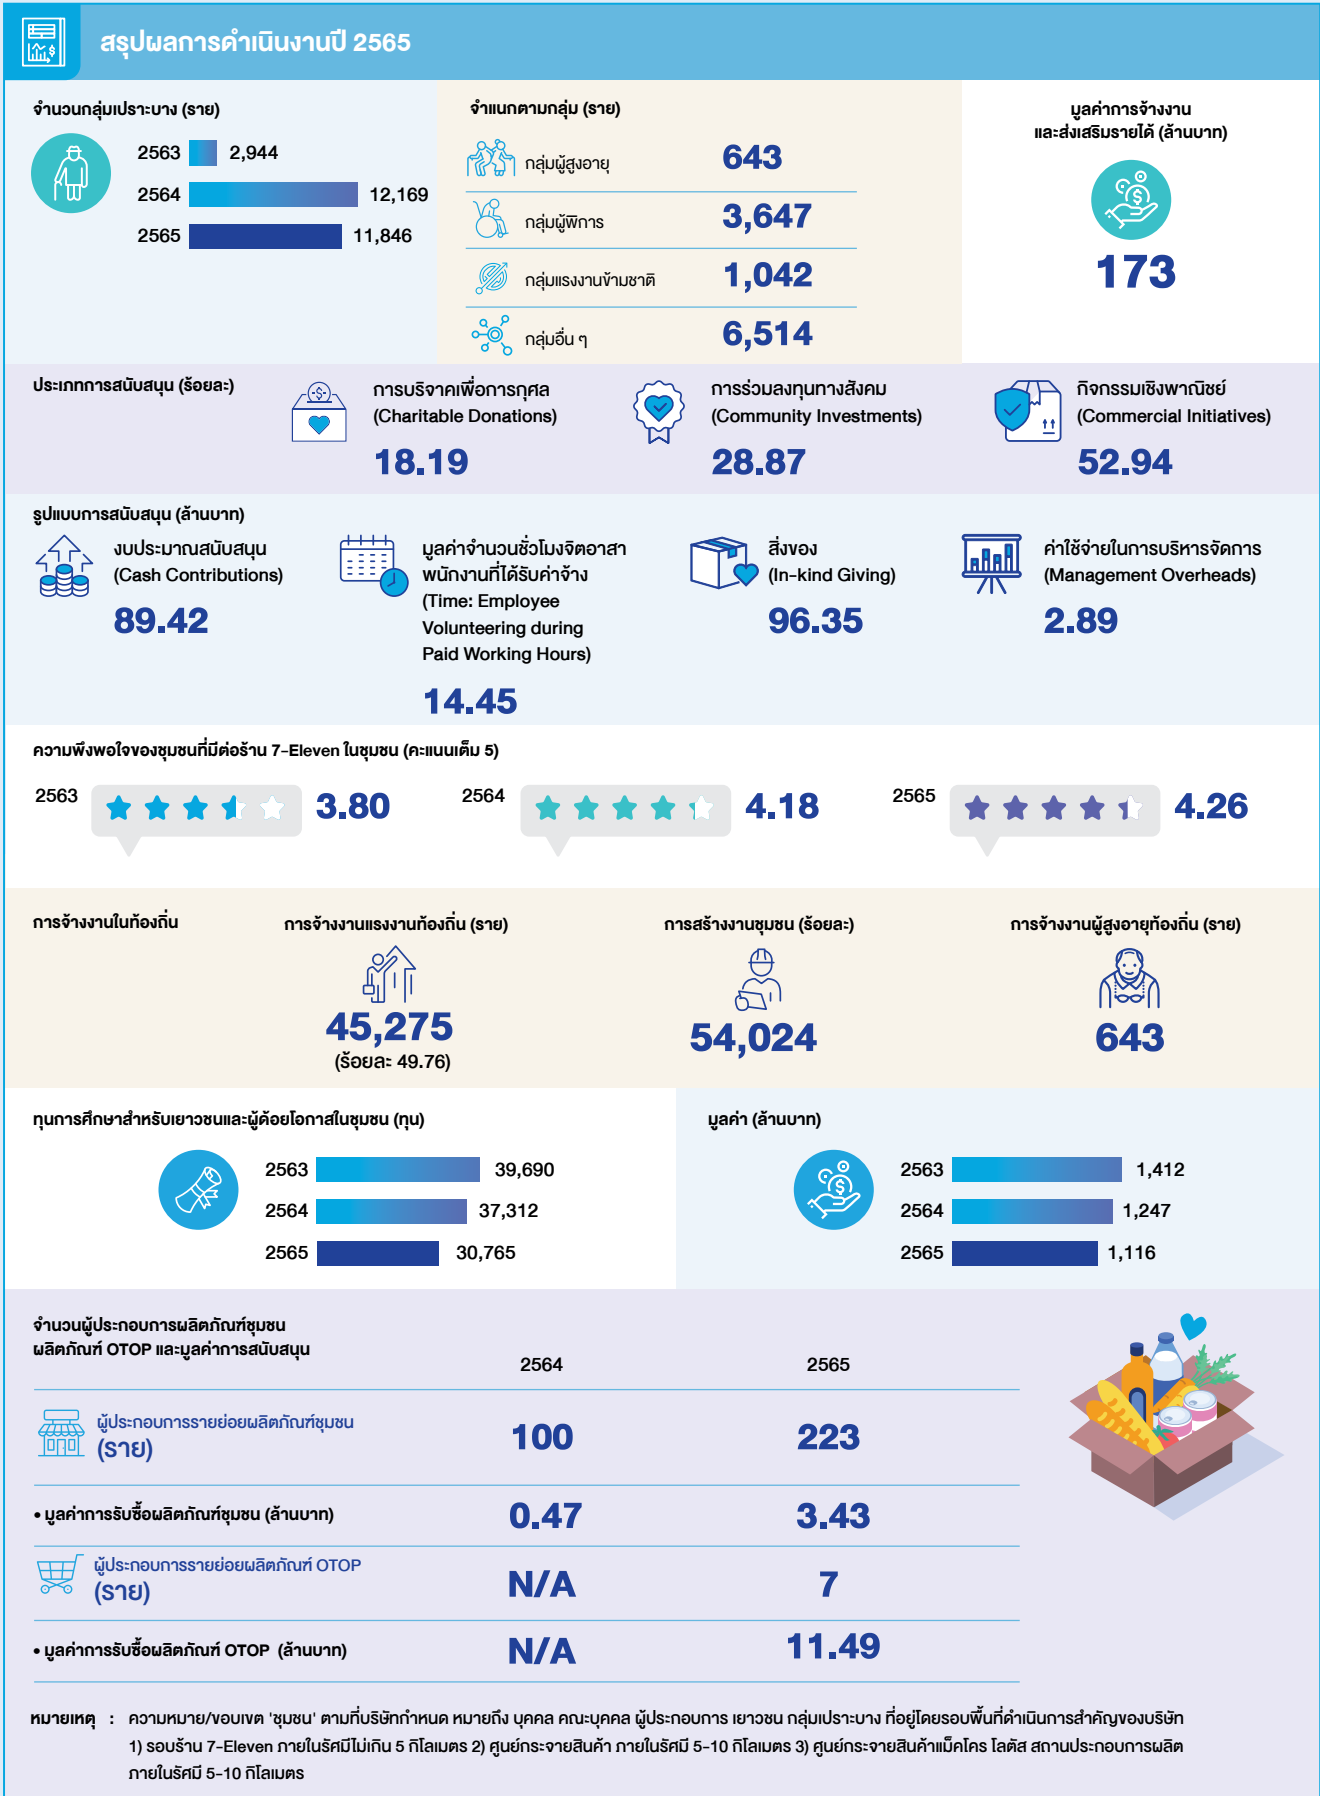 สรุปผลการดำเนินงานปี 2565
จำนวนกลุ่มเปราะบาง (ราย)
2563 2,944
2564 12,169
2565 11,846
จำแนกตามกลุ่ม (ราย)
กลุ่มผู้สูงอายุ 643
กลุ่มผู้พิการ 3,647
กลุ่มแรงงานข้ามชาติ 1,042
กลุ่มอื่น ๆ 6,514
มูลค่าการจ้างงาน
และส่งเสริมรายได้ (ล้านบาท)
173
ประเภทการสนับสนุน (ร้อยละ)
การบริจาคเพื่อการกุศล
(Charitable Donations)
18.19
การร่วมลงทุนทางสังคม
(Community Investments)
28.87
กิจกรรมเชิงพาณิชย์
(Commercial Initiatives)
52.94
รูปแบบการสนับสนุน (ล้านบาท)
งบประมาณสนับสนุน
(Cash Contributions)
89.42
มูลค่าจำนวนชั่วโมงจิตอาสา
พนักงานที่ได้รับค่าจ้าง
(Time: Employee
Volunteering during
Paid Working Hours)
14.45
สิ่งของ
(In-kind Giving)
96.35
ค่าใช้จ่ายในการบริหารจัดการ
(Management Overheads)
2.89
ความพึงพอใจของชุมชนที่มีต่อร้าน 7-Eleven ในชุมชน (คะแนนเต็ม 5)
2563 3.80
2564 4.18
2565 4.26
การจ้างงานในท้องถิ่น
การจ้างงานแรงงานท้องถิ่น (ราย)
45,275
(ร้อยละ 49.76)
การสร้างงานชุมชน (ร้อยละ)
54,024
การจ้างงานผู้สูงอายุท้องถิ่น (ราย)
643
ทุนการศึกษาสำหรับเยาวชนและผู้ด้อยโอกาสในชุมชน (ทุน)
2563 39,690
2564 37,312
2565 30,765
มูลค่า (ล้านบาท)
2563 1,412
2564 1,247
2565 1,116
จำนวนผู้ประกอบการผลิตภัณฑ์ชุมชน
ผลิตภัณฑ์ OTOP และมูลค่าการสนับสนุน
2564 2565
ผู้ประกอบการรายย่อยผลิตภัณฑ์ชุมชน
(ราย)
100 223
• มูลค่าการรับซื้อผลิตภัณฑ์ชุมชน (ล้านบาท) 0.47 3.43
ผู้ประกอบการรายย่อยผลิตภัณฑ์ OTOP
(ราย)
N/A 7
• มูลค่าการรับซื้อผลิตภัณฑ์ OTOP (ล้านบาท) N/A 11.49
หมายเหตุ : ความหมาย/ขอบเขต 'ชุมชน' ตามที่บริษัทกำหนด หมายถึง บุคคล คณะบุคคล ผู้ประกอบการ เยาวชน กลุ่มเปราะบาง ที่อยู่โดยรอบพื้นที่ดำเนินการสำคัญของบริษัท
1) รอบร้าน 7-Eleven ภายในรัศมีไม่เกิน 5 กิโลเมตร 2) ศูนย์กระจายสินค้า ภายในรัศมี 5-10 กิโลเมตร 3) ศูนย์กระจายสินค้าแม็คโคร โลตัส สถานประกอบการผลิต
ภายในรัศมี 5-10 กิโลเมตร